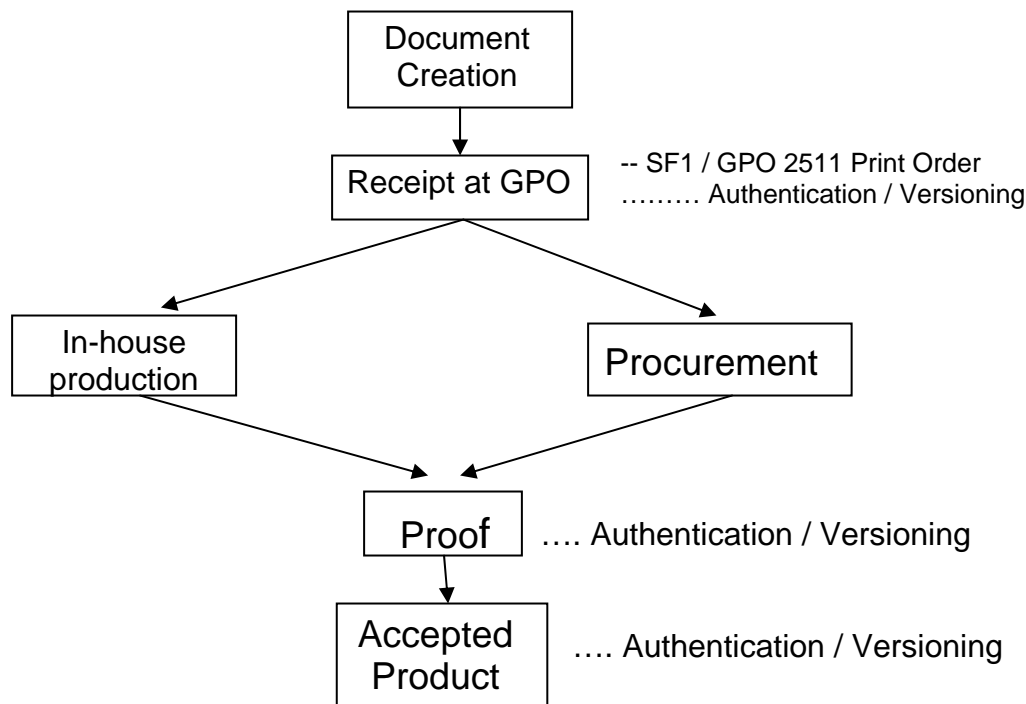 Document
Creation
Receipt at GPO
-- SF1 / GPO 2511 Print Order
……… Authentication / Versioning
In-house
production
Procurement
Proof
…. Authentication / Versioning
Accepted
Product
…. Authentication / Versioning